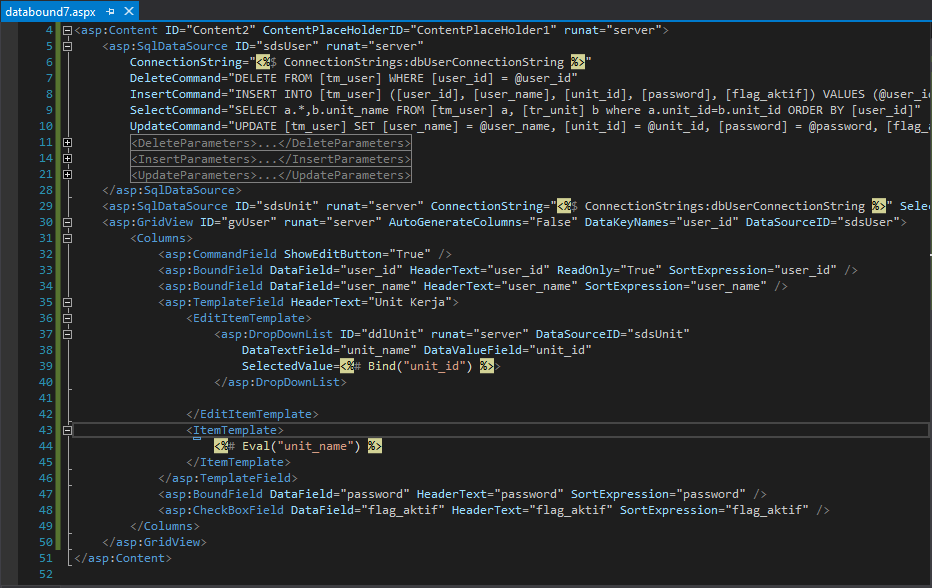 databound7.aspx
4 <asp:Content ID="Content2" ContentPlaceHolderID="ContentPlaceHolder1" runat="server">
5 <asp:SqlDataSource ID="sdsUser" runat="server"
6 ConnectionString="<%$ ConnectionStrings:dbUserConnectionString %>"
7 DeleteCommand="DELETE FROM [tm_user] WHERE [user_id] = @user_id"
8 InsertCommand="INSERT INTO [tm_user] ([user_id], [user_name], [unit_id], [password], [flag_aktif]) VALUES (@user_i
9 SelectCommand="SELECT a.*,b.unit_name FROM [tm_user] a, [tr_unit] b where a.unit_id=b.unit_id ORDER BY [user_id]"
10 UpdateCommand="UPDATE [tm_user] SET [user_name] = @user_name, [unit_id] = @unit_id, [password] = @password, [flag_
11 <DeleteParameters>...</DeleteParameters>
14 <InsertParameters>...</InsertParameters>
21 <UpdateParameters>...</UpdateParameters>
28 </asp:SqlDataSource>
29 <asp:SqlDataSource ID="sdsUnit" runat="server" ConnectionString="<%$ ConnectionStrings:dbUserConnectionString %>" Sele
30 <asp:GridView ID="gvUser" runat="server" AutoGenerateColumns="False" DataKeyNames="user_id" DataSourceID="sdsUser">
31 <Columns>
32 <asp:CommandField ShowEditButton="True" />
33 <asp:BoundField DataField="user_id" HeaderText="user_id" ReadOnly="True" SortExpression="user_id" />
34 <asp:BoundField DataField="user_name" HeaderText="user_name" SortExpression="user_name" />
35 <asp:TemplateField HeaderText="Unit Kerja">
36 <EditItemTemplate>
37 <asp:DropDownList ID="ddlUnit" runat="server" DataSourceID="sdsUnit"
38 DataTextField="unit_name" DataValueField="unit_id"
39 SelectedValue=<%# Bind("unit_id") %>>
40 </asp:DropDownList>
41
42 </EditItemTemplate>
43 <ItemTemplate>
44 <%# Eval("unit_name") %>
45 </ItemTemplate>
46 </asp:TemplateField>
47 <asp:BoundField DataField="password" HeaderText="password" SortExpression="password" />
48 <asp:CheckBoxField DataField="flag_aktif" HeaderText="flag_aktif" SortExpression="flag_aktif" />
49 </Columns>
50 </asp:GridView>
51 </asp:Content>
52